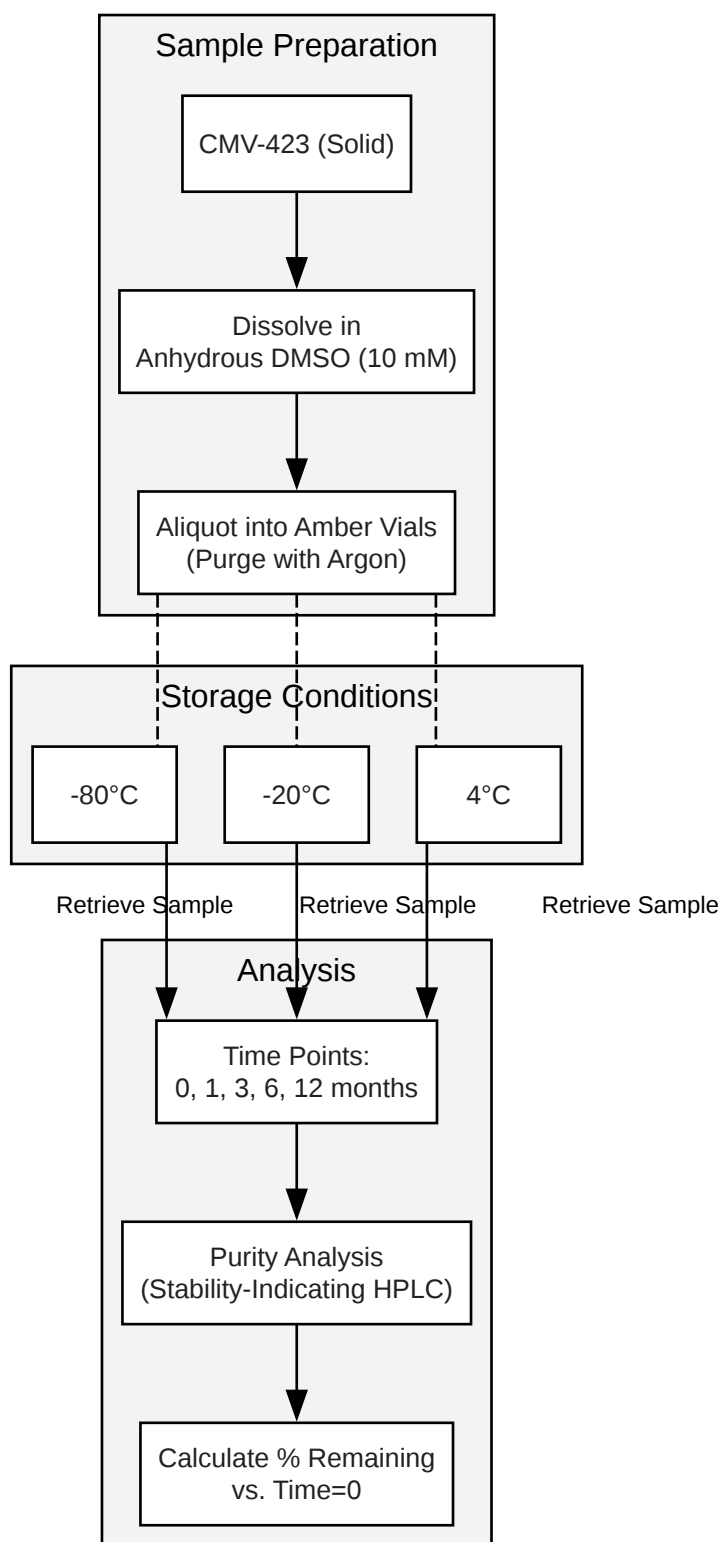 Sample Preparation
CMV-423 (Solid)
Dissolve in
Anhydrous DMSO (10 mM)
Aliquot into Amber Vials
(Purge with Argon)
Storage Conditions
-80°C
-20°C
4°C
Retrieve Sample
Retrieve Sample
Retrieve Sample
Analysis
Time Points:
0, 1, 3, 6, 12 months
Purity Analysis
(Stability-Indicating HPLC)
Calculate % Remaining
vs. Time=0